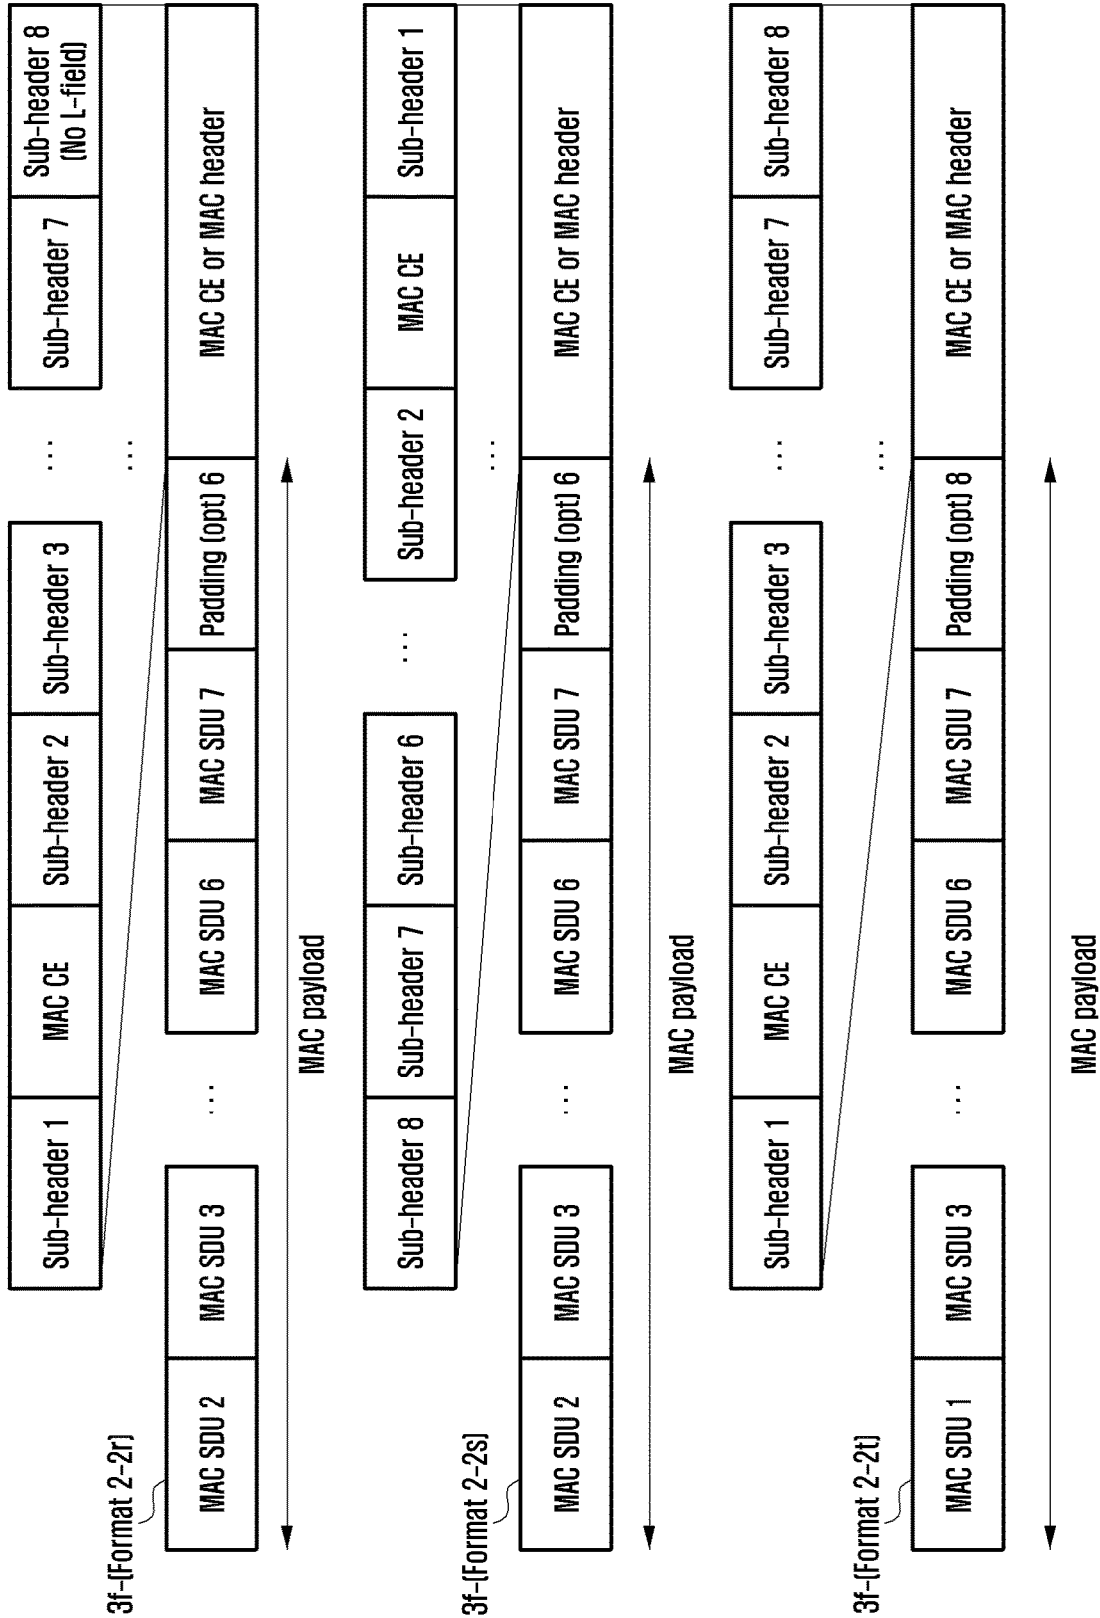 Sub-header 1
MAC CE
Sub-header 2
Sub-header 3
...
Sub-header 7
Sub-header 8
(No L-field)
...
3f-(Format 2-2r)
MAC SDU 2
MAC SDU 3
...
MAC SDU 6
MAC SDU 7
Padding (opt) 6
MAC CE or MAC header
MAC payload
Sub-header 8
Sub-header 7
Sub-header 6
...
Sub-header 2
MAC CE
Sub-header 1
...
3f-(Format 2-2s)
MAC SDU 2
MAC SDU 3
...
MAC SDU 6
MAC SDU 7
Padding (opt) 6
MAC CE or MAC header
MAC payload
Sub-header 1
MAC CE
Sub-header 2
Sub-header 3
...
Sub-header 7
Sub-header 8
...
3f-(Format 2-2t)
MAC SDU 1
MAC SDU 3
...
MAC SDU 6
MAC SDU 7
Padding (opt) 8
MAC CE or MAC header
MAC payload